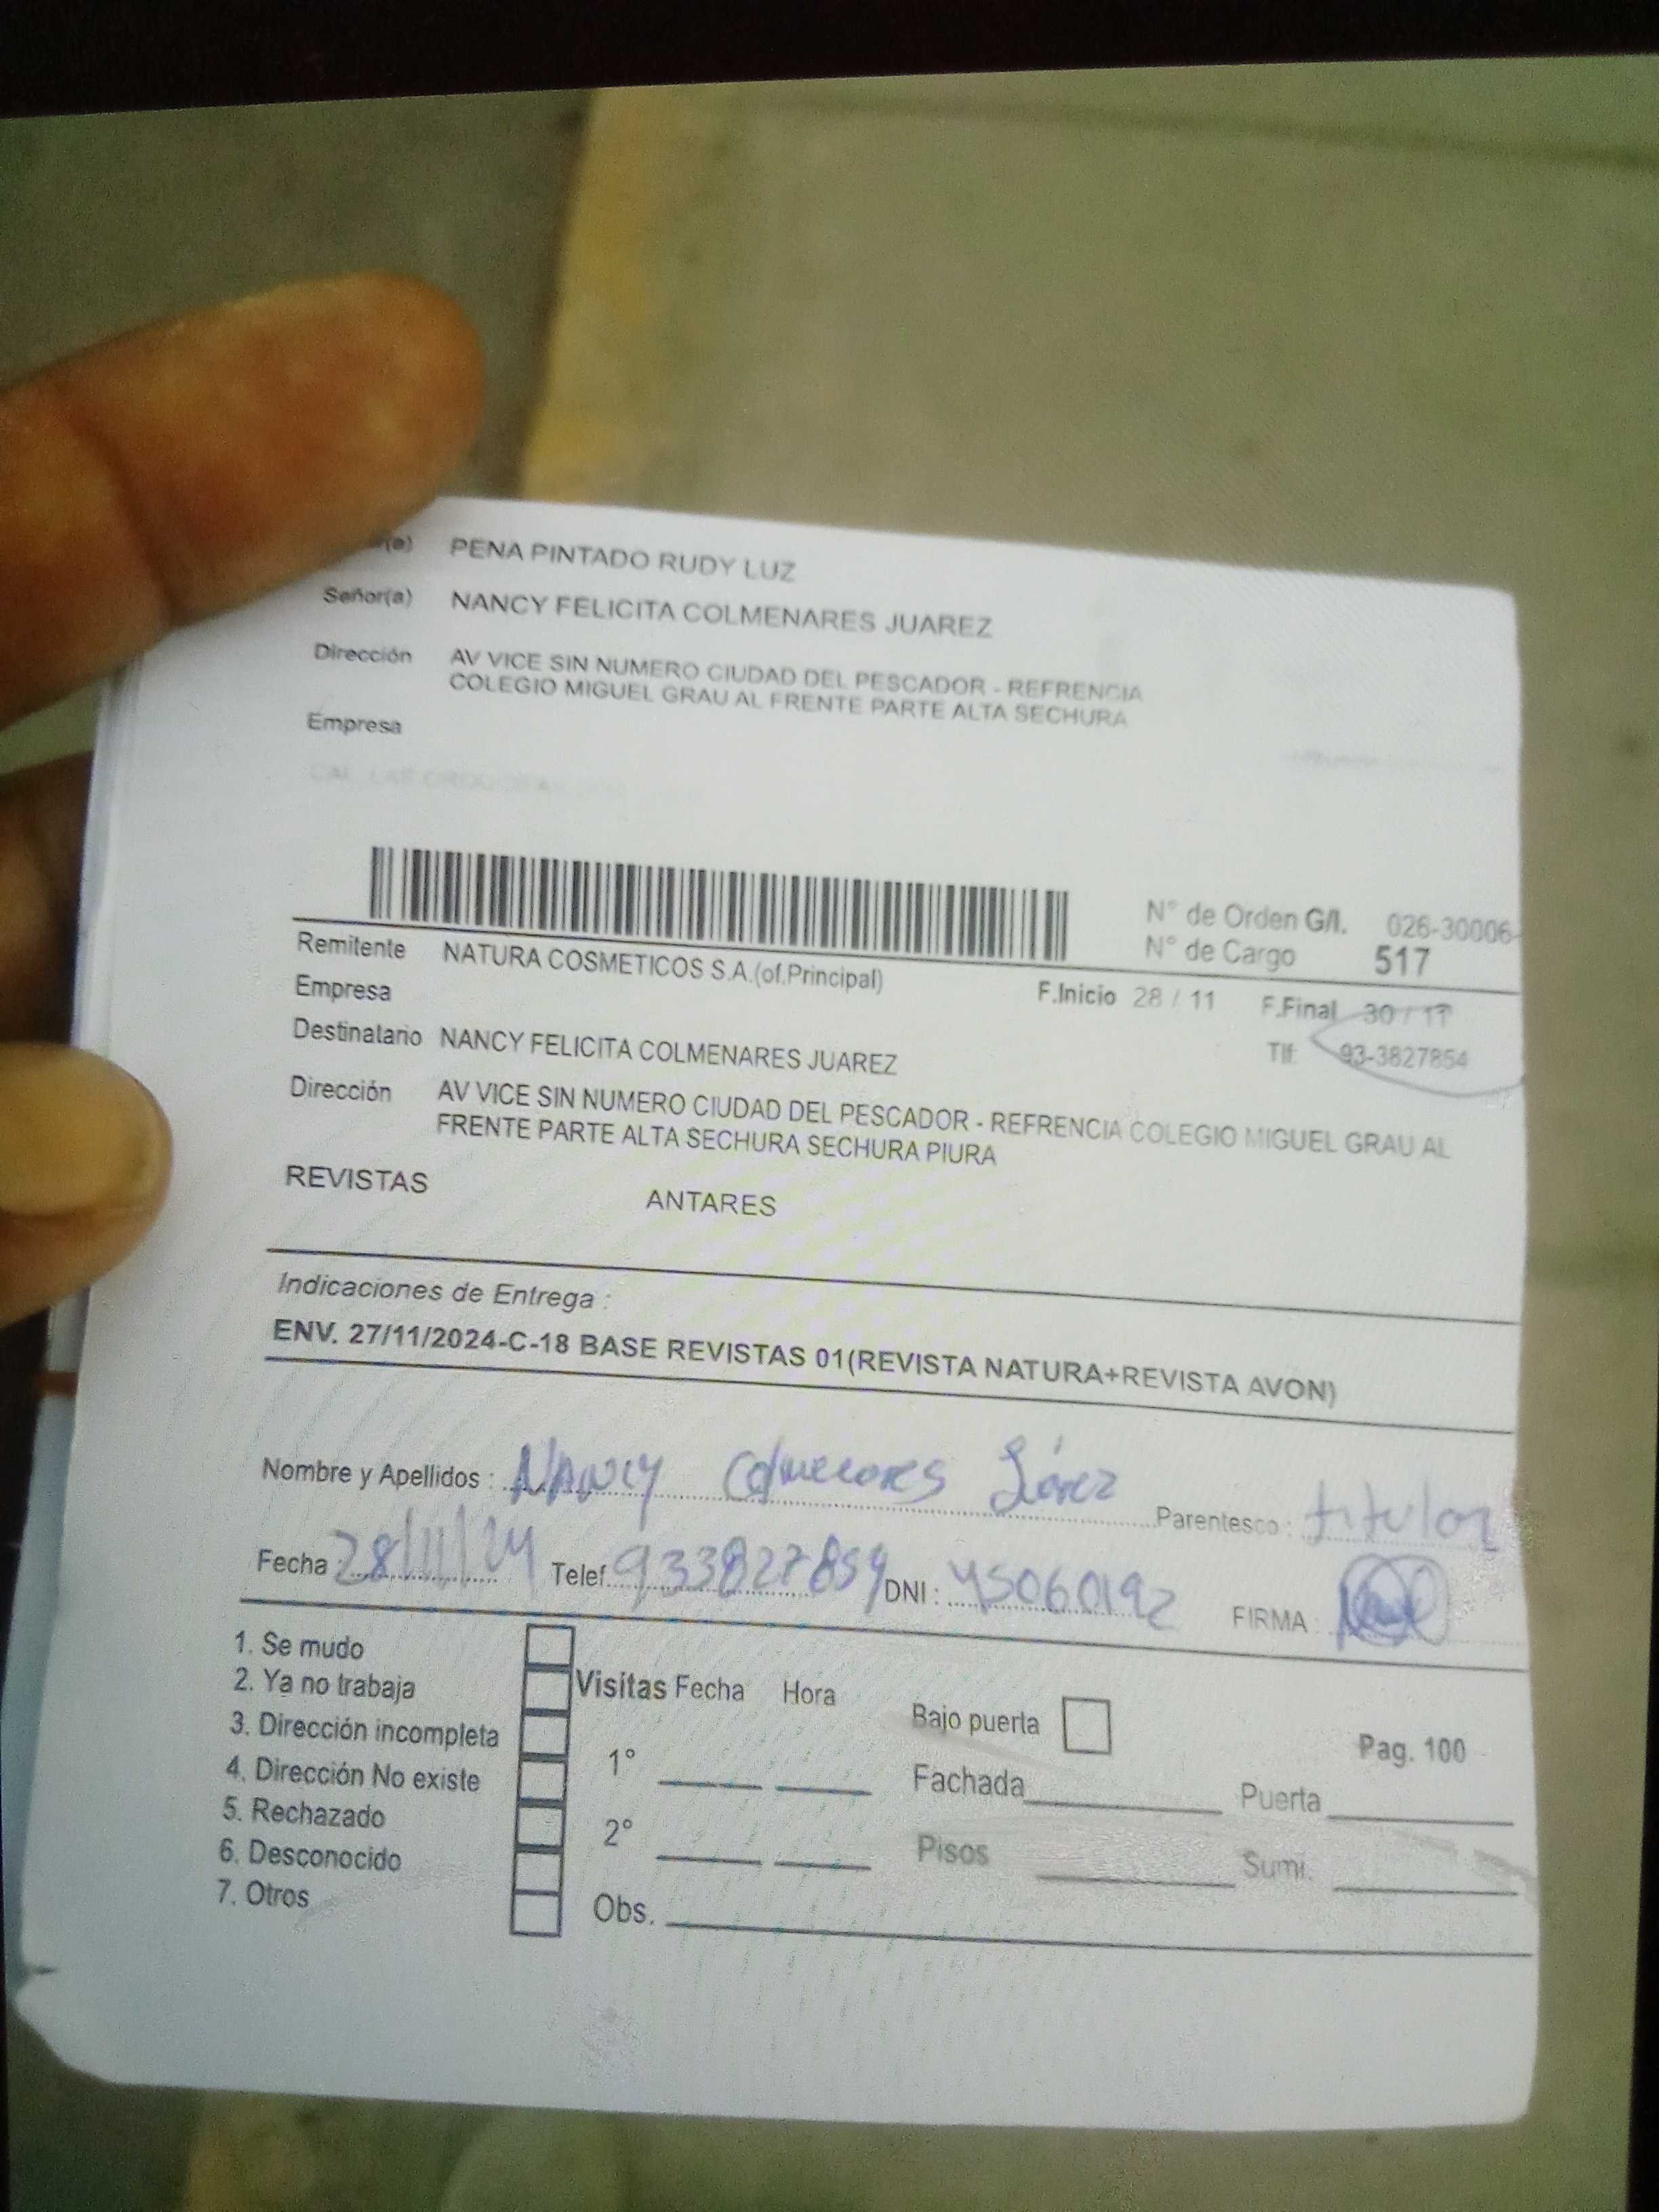 (e) PENA PINTADO RUDY LUZ
Señor(a) NANCY FELICITA COLMENARES JUAREZ
Dirección AV VICE SIN NUMERO CIUDAD DEL PESCADOR - REFRENCIA
COLEGIO MIGUEL GRAU AL FRENTE PARTE ALTA SECHURA
Empresa
N° de Orden G/I. 026-30006-
N° de Cargo 517
Remitente NATURA COSMETICOS S.A.(of.Principal)
Empresa F.Inicio 28 / 11 F.Final 30 / 11
Destinatario NANCY FELICITA COLMENARES JUAREZ Tlf: 93-3827854
Dirección AV VICE SIN NUMERO CIUDAD DEL PESCADOR - REFRENCIA COLEGIO MIGUEL GRAU AL
FRENTE PARTE ALTA SECHURA SECHURA PIURA
REVISTAS ANTARES
Indicaciones de Entrega :
ENV. 27/11/2024-C-18 BASE REVISTAS 01(REVISTA NATURA+REVISTA AVON)
Nombre y Apellidos : Nancy Colmenares Júarez Parentesco : titular
Fecha : 28/11/24 Telef. 933827854 DNI : 45060192 FIRMA :
1. Se mudo
2. Ya no trabaja Visitas Fecha Hora Bajo puerta
3. Dirección incompleta 1° Pag. 100
4. Dirección No existe Fachada Puerta
5. Rechazado 2°
6. Desconocido Pisos Sumi.
7. Otros Obs.